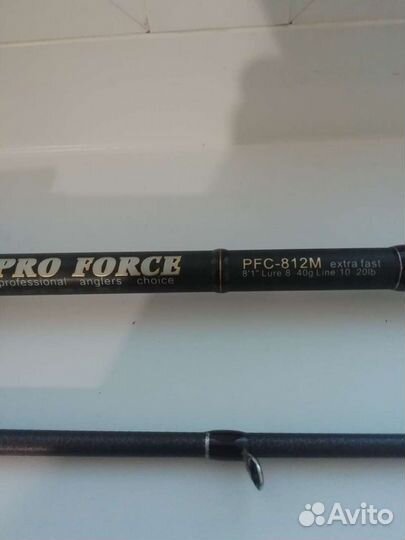 PRO FORCE
professional anglers choice
PFC-812M extra fast
8'1" Lure 8-40g Line 10-20lb
Avito